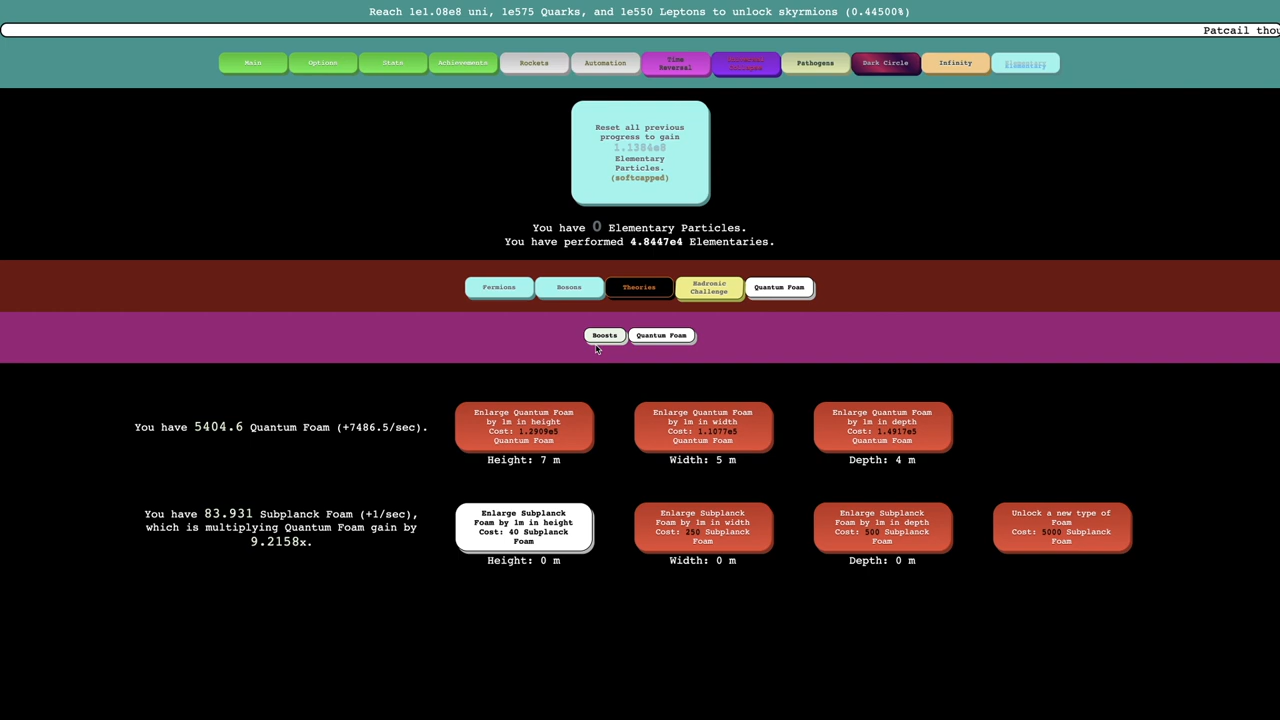 Reach 1e1.08e8 uni, 1e575 Quarks, and 1e550 Leptons to unlock skyrmions (0.44500%)
Patcail thou
Main
Options
Stats
Achievements
Rockets
Automation
Time
Reversal
Pathogens
Dark Circle
Infinity
Elementary
Reset all previous
progress to gain
1.1384e8
Elementary
Particles.
(softcapped)
You have 0 Elementary Particles.
You have performed 4.8447e4 Elementaries.
Fermions
Bosons
Theories
Hadronic
Challenge
Quantum Foam
Boosts
Quantum Foam
You have 5404.6 Quantum Foam (+7486.5/sec).
Enlarge Quantum Foam
by 1m in height
Cost: 1.2909e5
Quantum Foam
Height: 7 m
Enlarge Quantum Foam
by 1m in width
Cost: 1.1077e5
Quantum Foam
Width: 5 m
Enlarge Quantum Foam
by 1m in depth
Cost: 1.4917e5
Quantum Foam
Depth: 4 m
You have 83.931 Subplanck Foam (+1/sec),
which is multiplying Quantum Foam gain by
9.2158x.
Enlarge Subplanck
Foam by 1m in height
Cost: 40 Subplanck
Foam
Height: 0 m
Enlarge Subplanck
Foam by 1m in width
Cost: 250 Subplanck
Foam
Width: 0 m
Enlarge Subplanck
Foam by 1m in depth
Cost: 500 Subplanck
Foam
Depth: 0 m
Unlock a new type of
Foam
Cost: 5000 Subplanck
Foam